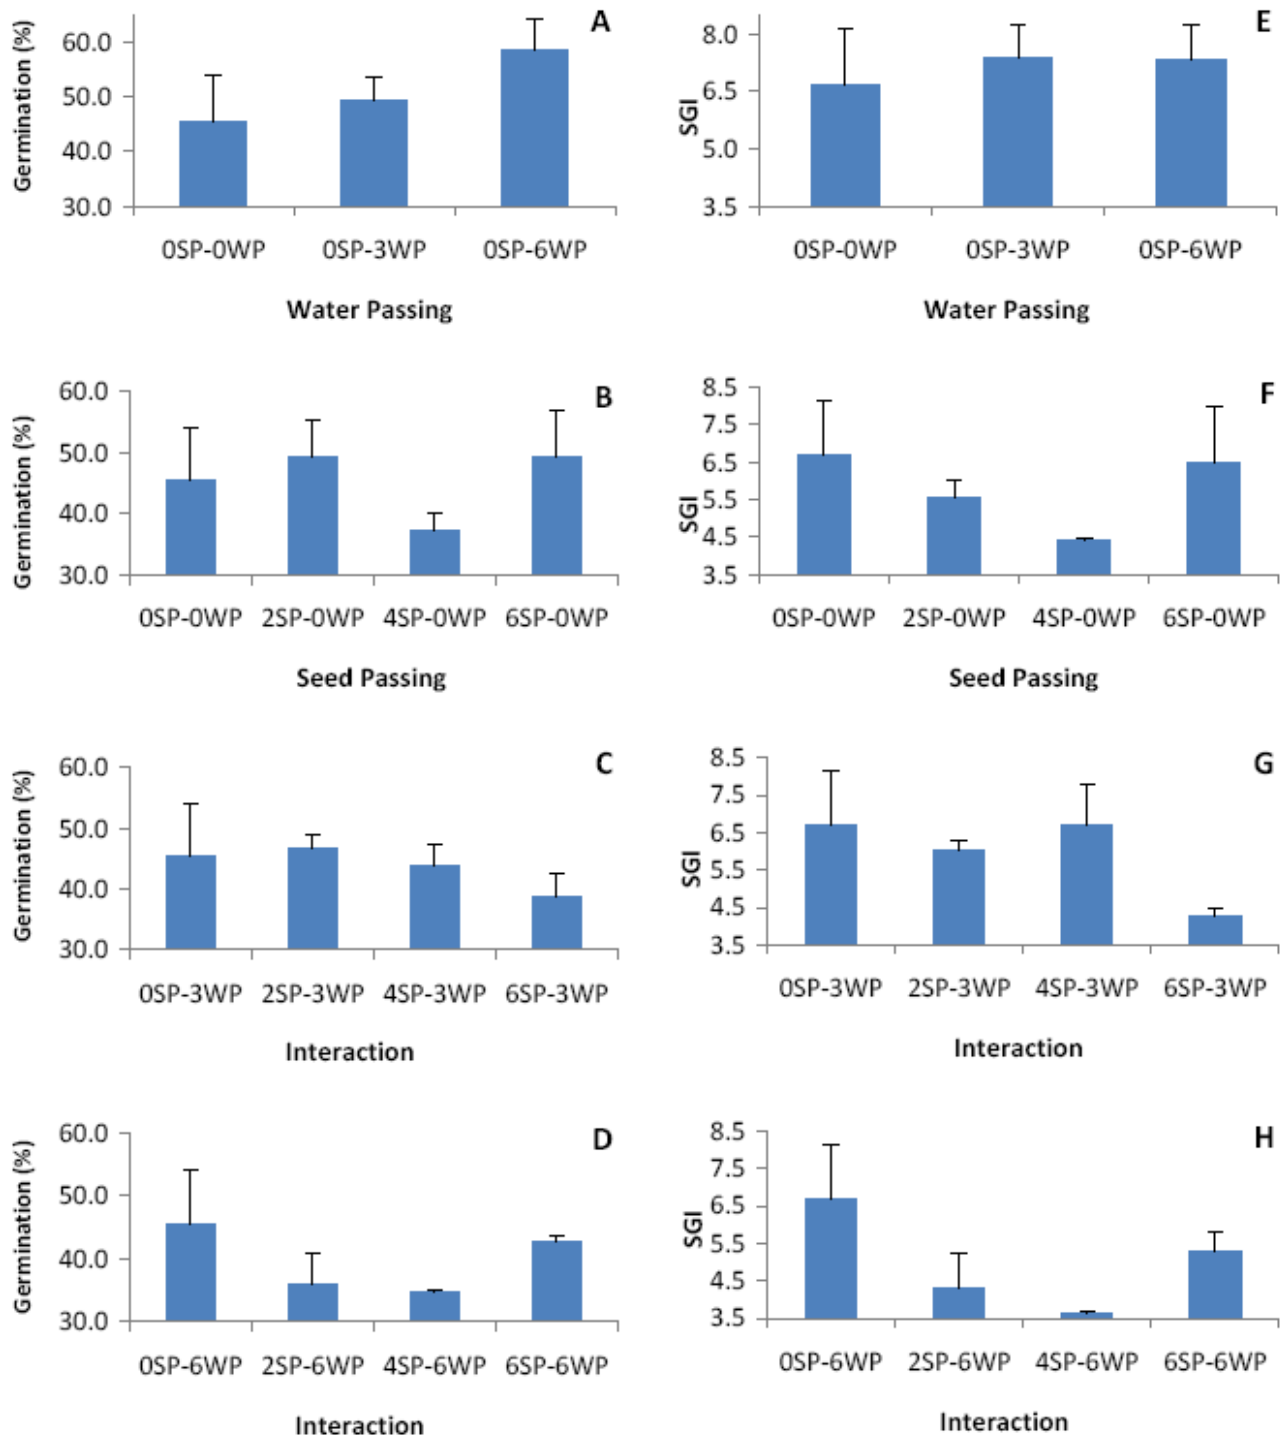 A
Germination (%)
60.0
50.0
40.0
30.0
0SP-0WP 0SP-3WP 0SP-6WP
Water Passing
E
SGI
8.0
6.5
5.0
3.5
0SP-0WP 0SP-3WP 0SP-6WP
Water Passing
B
Germination (%)
60.0
50.0
40.0
30.0
0SP-0WP 2SP-0WP 4SP-0WP 6SP-0WP
Seed Passing
F
SGI
8.5
7.5
6.5
5.5
4.5
3.5
0SP-0WP 2SP-0WP 4SP-0WP 6SP-0WP
Seed Passing
C
Germination (%)
60.0
50.0
40.0
30.0
0SP-3WP 2SP-3WP 4SP-3WP 6SP-3WP
Interaction
G
SGI
8.5
7.5
6.5
5.5
4.5
3.5
0SP-3WP 2SP-3WP 4SP-3WP 6SP-3WP
Interaction
D
Germination (%)
60.0
50.0
40.0
30.0
0SP-6WP 2SP-6WP 4SP-6WP 6SP-6WP
Interaction
H
SGI
8.5
7.5
6.5
5.5
4.5
3.5
0SP-6WP 2SP-6WP 4SP-6WP 6SP-6WP
Interaction